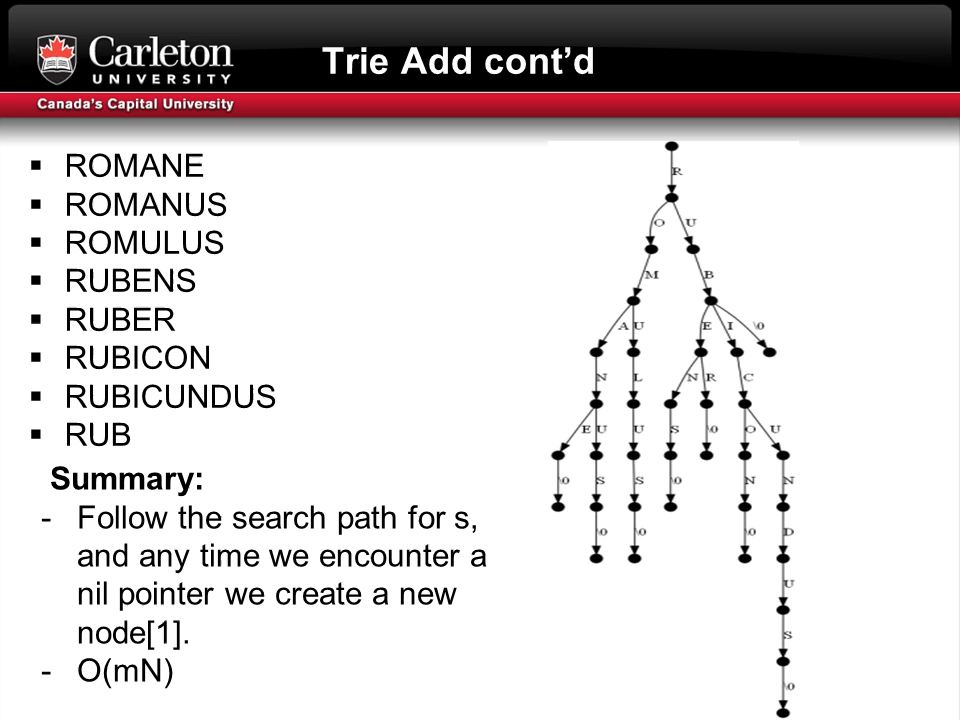 Carleton
UNIVERSITY
Canada's Capital University
Trie Add cont'd
▪ ROMANE
▪ ROMANUS
▪ ROMULUS
▪ RUBENS
▪ RUBER
▪ RUBICON
▪ RUBICUNDUS
▪ RUB
Summary:
- Follow the search path for s,
and any time we encounter a
nil pointer we create a new
node[1].
- O(mN)
R
O U
M B
A U E I \0
N L N R C
E U U S \0 O U
\0 S S \0 N N
\0 \0 \0 D
U
S
\0